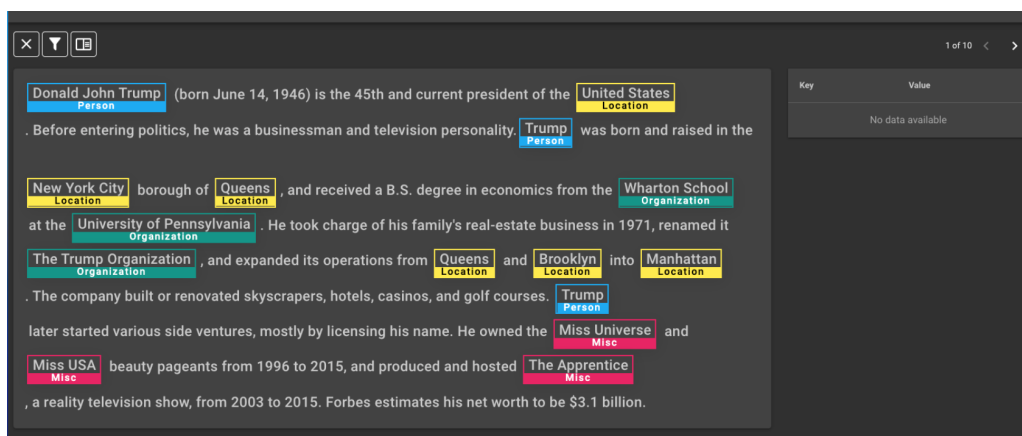 1 of 10
Key Value
No data available
Donald John Trump (born June 14, 1946) is the 45th and current president of the United States
Person Location
. Before entering politics, he was a businessman and television personality. Trump was born and raised in the
Person
New York City borough of Queens , and received a B.S. degree in economics from the Wharton School
Location Location Organization
at the University of Pennsylvania . He took charge of his family's real-estate business in 1971, renamed it
Organization
The Trump Organization , and expanded its operations from Queens and Brooklyn into Manhattan
Organization Location Location Location
. The company built or renovated skyscrapers, hotels, casinos, and golf courses. Trump
Person
later started various side ventures, mostly by licensing his name. He owned the Miss Universe and
Misc
Miss USA beauty pageants from 1996 to 2015, and produced and hosted The Apprentice
Misc Misc
, a reality television show, from 2003 to 2015. Forbes estimates his net worth to be $3.1 billion.